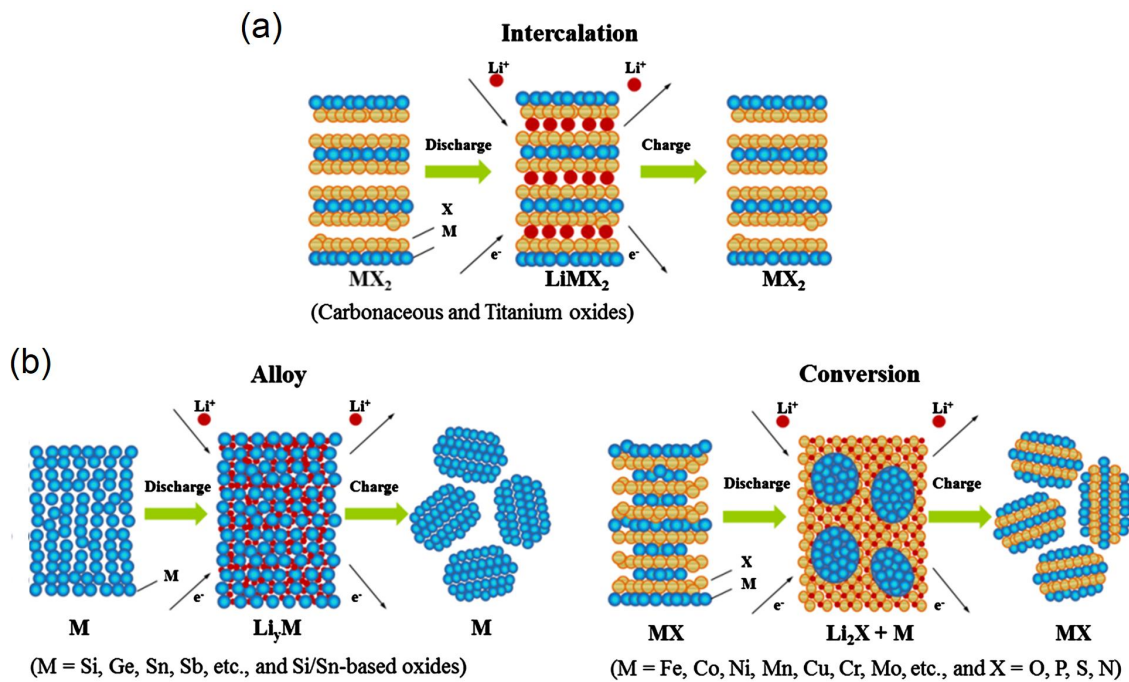 (a)
Intercalation
Li⁺ Li⁺
Discharge Charge
X
M
e⁻ e⁻
MX₂ LiMX₂ MX₂
(Carbonaceous and Titanium oxides)
(b)
Alloy
Li⁺ Li⁺
Discharge Charge
M
e⁻ e⁻
M LiᵧM M
(M = Si, Ge, Sn, Sb, etc., and Si/Sn-based oxides)
Conversion
Li⁺ Li⁺
Discharge Charge
X
M
e⁻ e⁻
MX Li₂X + M MX
(M = Fe, Co, Ni, Mn, Cu, Cr, Mo, etc., and X = O, P, S, N)